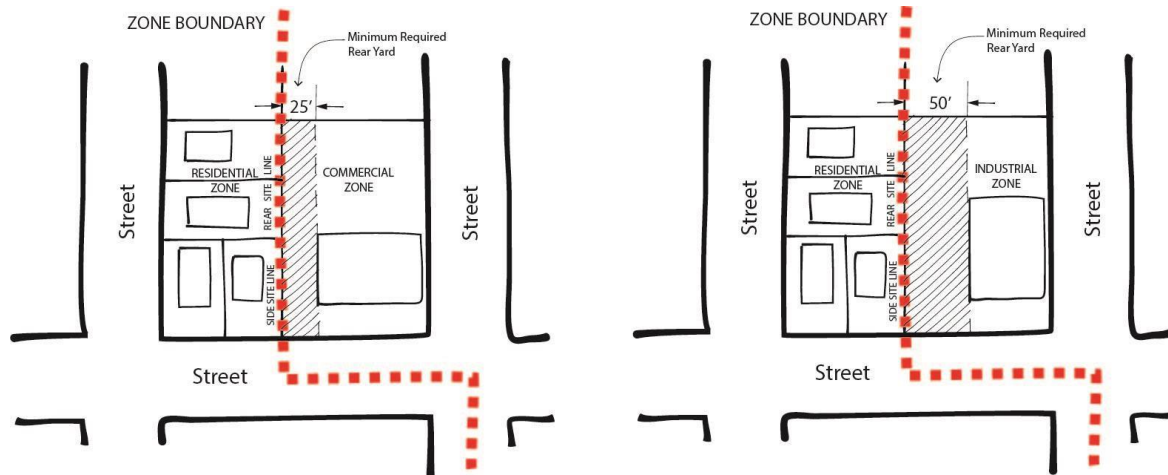 ZONE BOUNDARY
Minimum Required
Rear Yard
25'
RESIDENTIAL
ZONE
COMMERCIAL
ZONE
REAR SITE LINE
SIDE SITE LINE
Street
Street
Street
ZONE BOUNDARY
Minimum Required
Rear Yard
50'
RESIDENTIAL
ZONE
INDUSTRIAL
ZONE
REAR SITE LINE
SIDE SITE LINE
Street
Street
Street